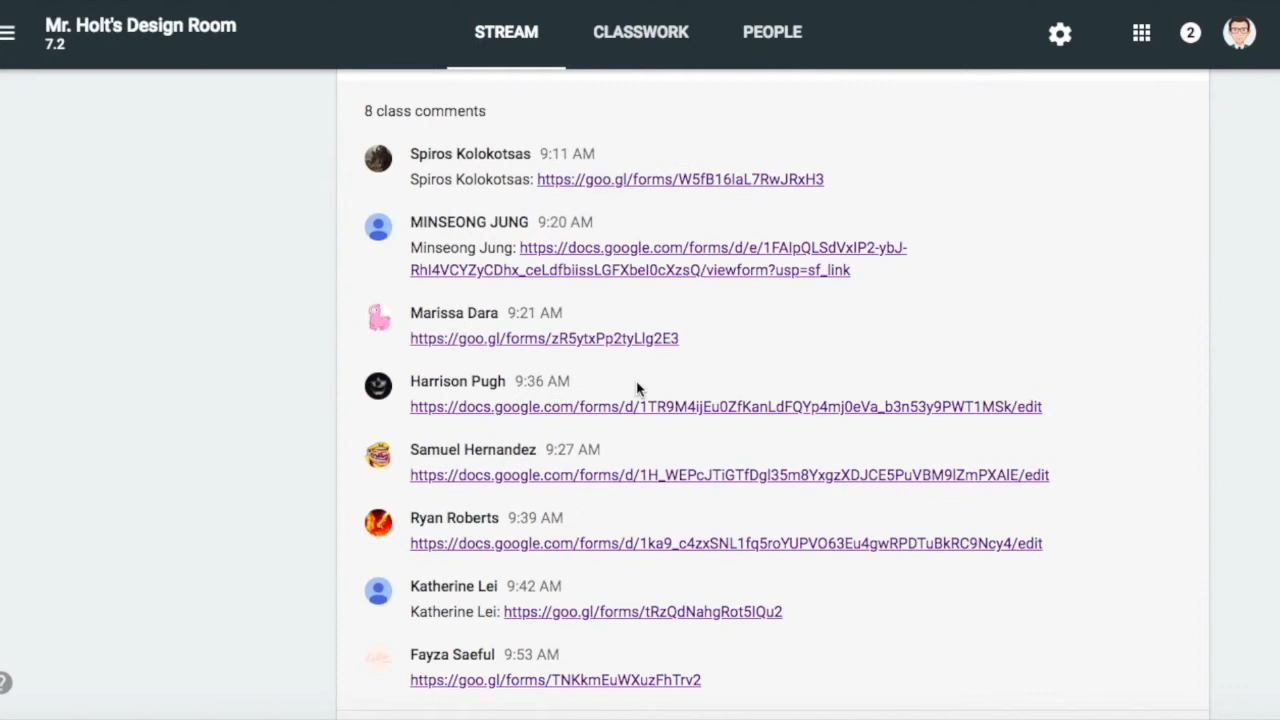 Mr. Holt's Design Room
7.2
STREAM CLASSWORK PEOPLE
2
8 class comments
Spiros Kolokotsas 9:11 AM
Spiros Kolokotsas: https://goo.gl/forms/W5fB16laL7RwJRxH3
MINSEONG JUNG 9:20 AM
Minseong Jung: https://docs.google.com/forms/d/e/1FAIpQLSdVxIP2-ybJ-
RhI4VCYZyCDhx_ceLdfbiissLGFXbeI0cXzsQ/viewform?usp=sf_link
Marissa Dara 9:21 AM
https://goo.gl/forms/zR5ytxPp2tyLlg2E3
Harrison Pugh 9:36 AM
https://docs.google.com/forms/d/1TR9M4ijEu0ZfKanLdFQYp4mj0eVa_b3n53y9PWT1MSk/edit
Samuel Hernandez 9:27 AM
https://docs.google.com/forms/d/1H_WEPcJTiGTfDgl35m8YxgzXDJCE5PuVBM9lZmPXAlE/edit
Ryan Roberts 9:39 AM
https://docs.google.com/forms/d/1ka9_c4zxSNL1fq5roYUPVO63Eu4gwRPDTuBkRC9Ncy4/edit
Katherine Lei 9:42 AM
Katherine Lei: https://goo.gl/forms/tRzQdNahgRot5lQu2
Fayza Saeful 9:53 AM
https://goo.gl/forms/TNKkmEuWXuzFhTrv2
?